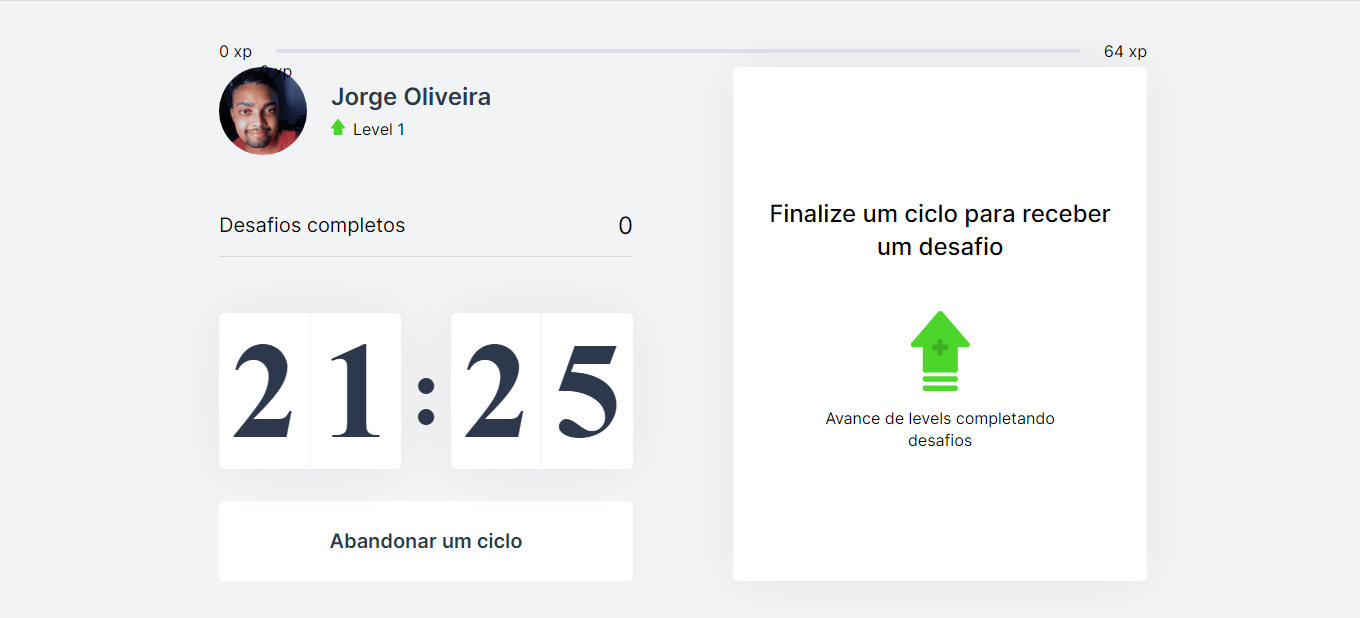 0 xp
64 xp
0 xp
Jorge Oliveira
Level 1
Desafios completos
0
21:25
Abandonar um ciclo
Finalize um ciclo para receber
um desafio
Avance de levels completando
desafios